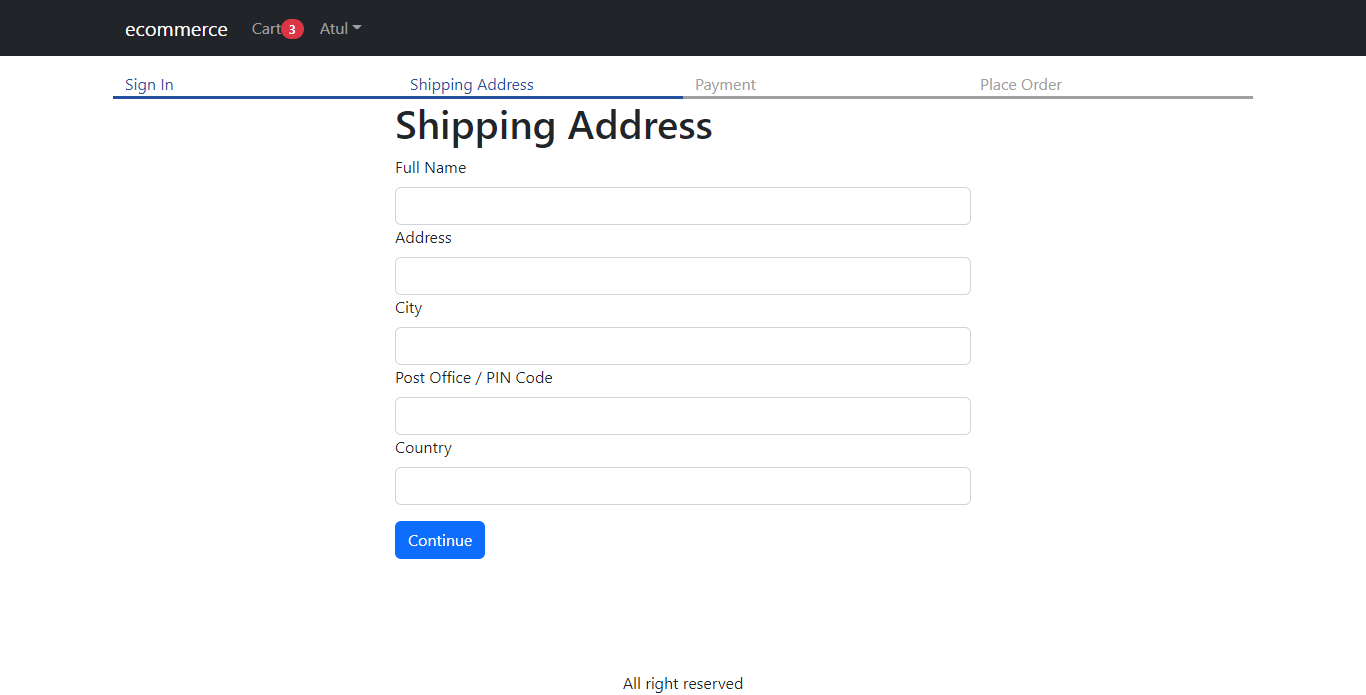 ecommerce Cart 3 Atul
Sign In Shipping Address Payment Place Order
Shipping Address
Full Name
Address
City
Post Office / PIN Code
Country
Continue
All right reserved